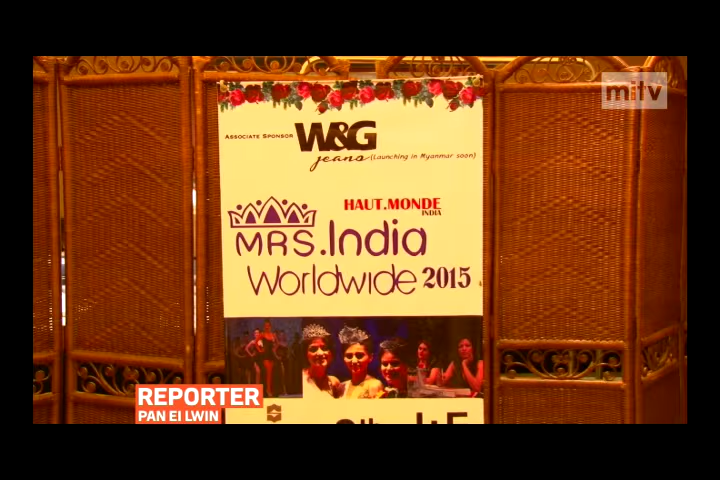 mitv
ASSOCIATE SPONSOR W&G
jeans (Launching in Myanmar soon)
HAUT.MONDE
INDIA
MRS.India
Worldwide 2015
REPORTER
PAN EI LWIN